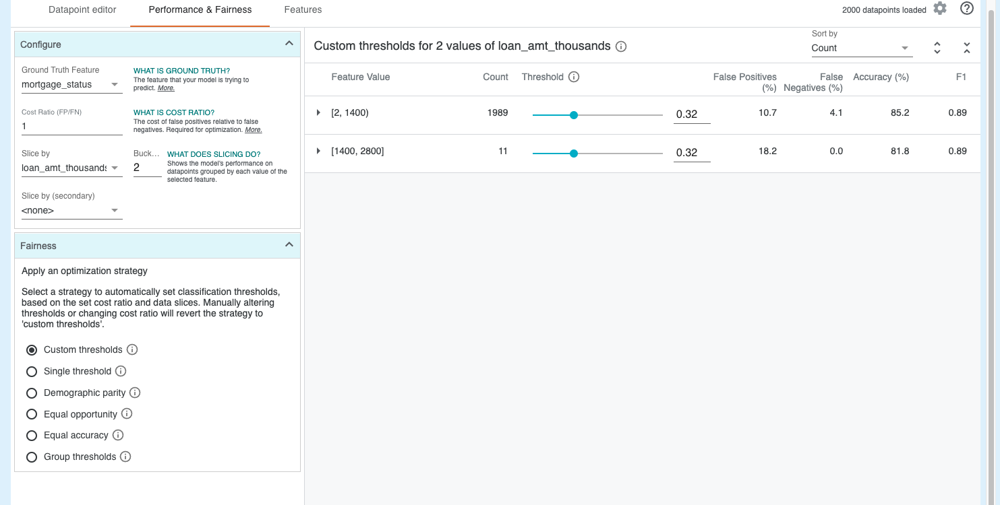 Datapoint editor
Performance & Fairness
Features
2000 datapoints loaded
Configure
Ground Truth Feature
mortgage_status
WHAT IS GROUND TRUTH?
The feature that your model is trying to
predict. More.
Cost Ratio (FP/FN)
1
WHAT IS COST RATIO?
The cost of false positives relative to false
negatives. Required for optimization. More.
Slice by
loan_amt_thousands
Buck...
2
WHAT DOES SLICING DO?
Shows the model's performance on
datapoints grouped by each value of the
selected feature.
Slice by (secondary)
<none>
Fairness
Apply an optimization strategy
Select a strategy to automatically set classification thresholds,
based on the set cost ratio and data slices. Manually altering
thresholds or changing cost ratio will revert the strategy to
'custom thresholds'.
Custom thresholds
Single threshold
Demographic parity
Equal opportunity
Equal accuracy
Group thresholds
Custom thresholds for 2 values of loan_amt_thousands
Sort by
Count
Feature Value Count Threshold False Positives (%) False Negatives (%) Accuracy (%) F1
[2, 1400) 1989 0.32 10.7 4.1 85.2 0.89
[1400, 2800] 11 0.32 18.2 0.0 81.8 0.89